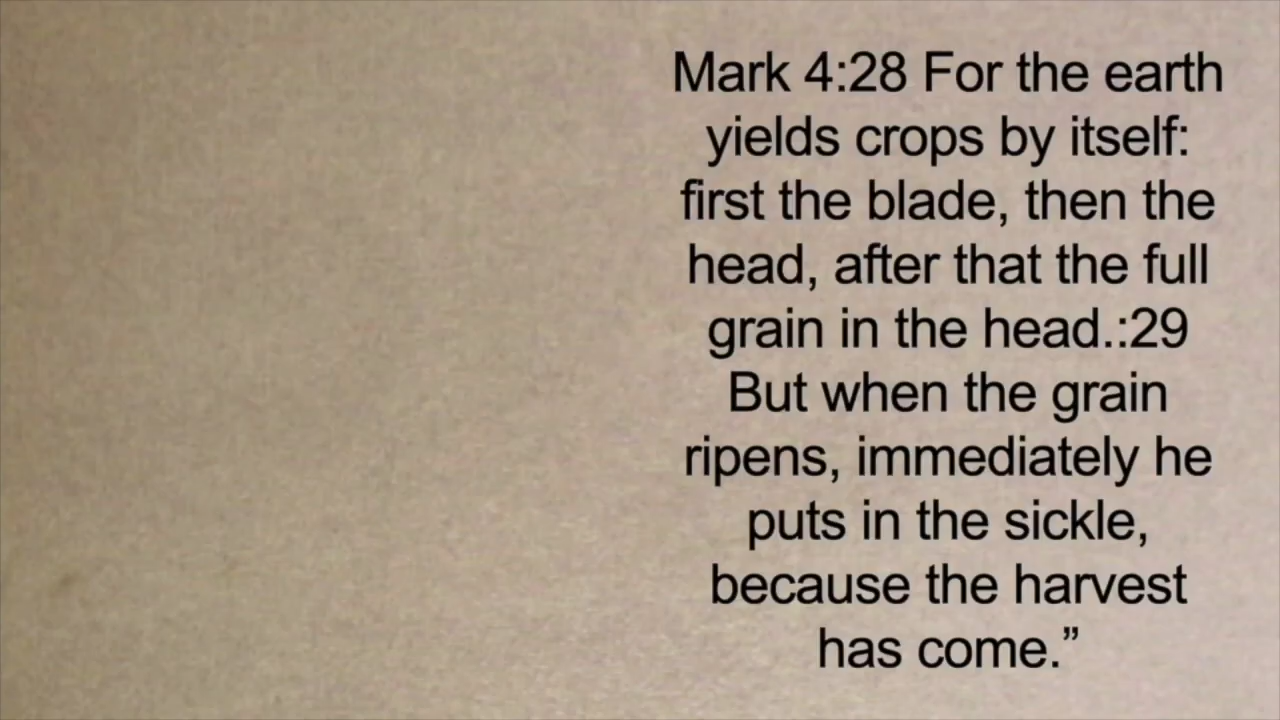 Mark 4:28 For the earth
yields crops by itself:
first the blade, then the
head, after that the full
grain in the head.:29
But when the grain
ripens, immediately he
puts in the sickle,
because the harvest
has come.”